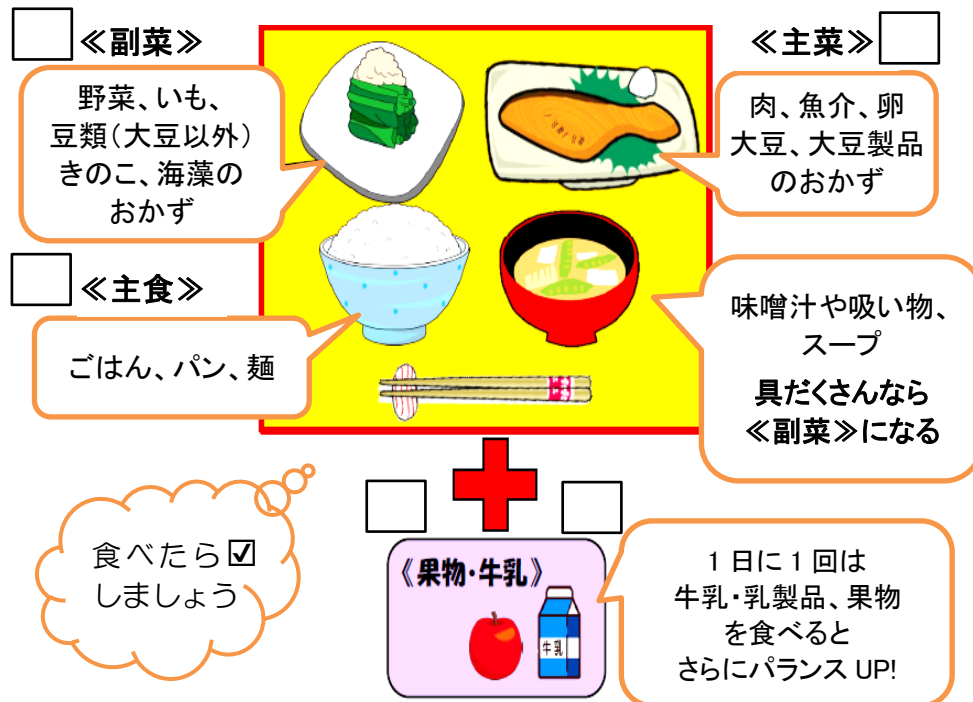 ≪副菜≫
野菜、いも、
豆類(大豆以外)
きのこ、海藻の
おかず
≪主菜≫
肉、魚介、卵
大豆、大豆製品
のおかず
≪主食≫
ごはん、パン、麺
味噌汁や吸い物、
スープ
具だくさんなら
≪副菜≫になる
食べたら☑
しましょう
《果物・牛乳》
牛乳
1日に1回は
牛乳・乳製品、果物
を食べると
さらにパランスUP!